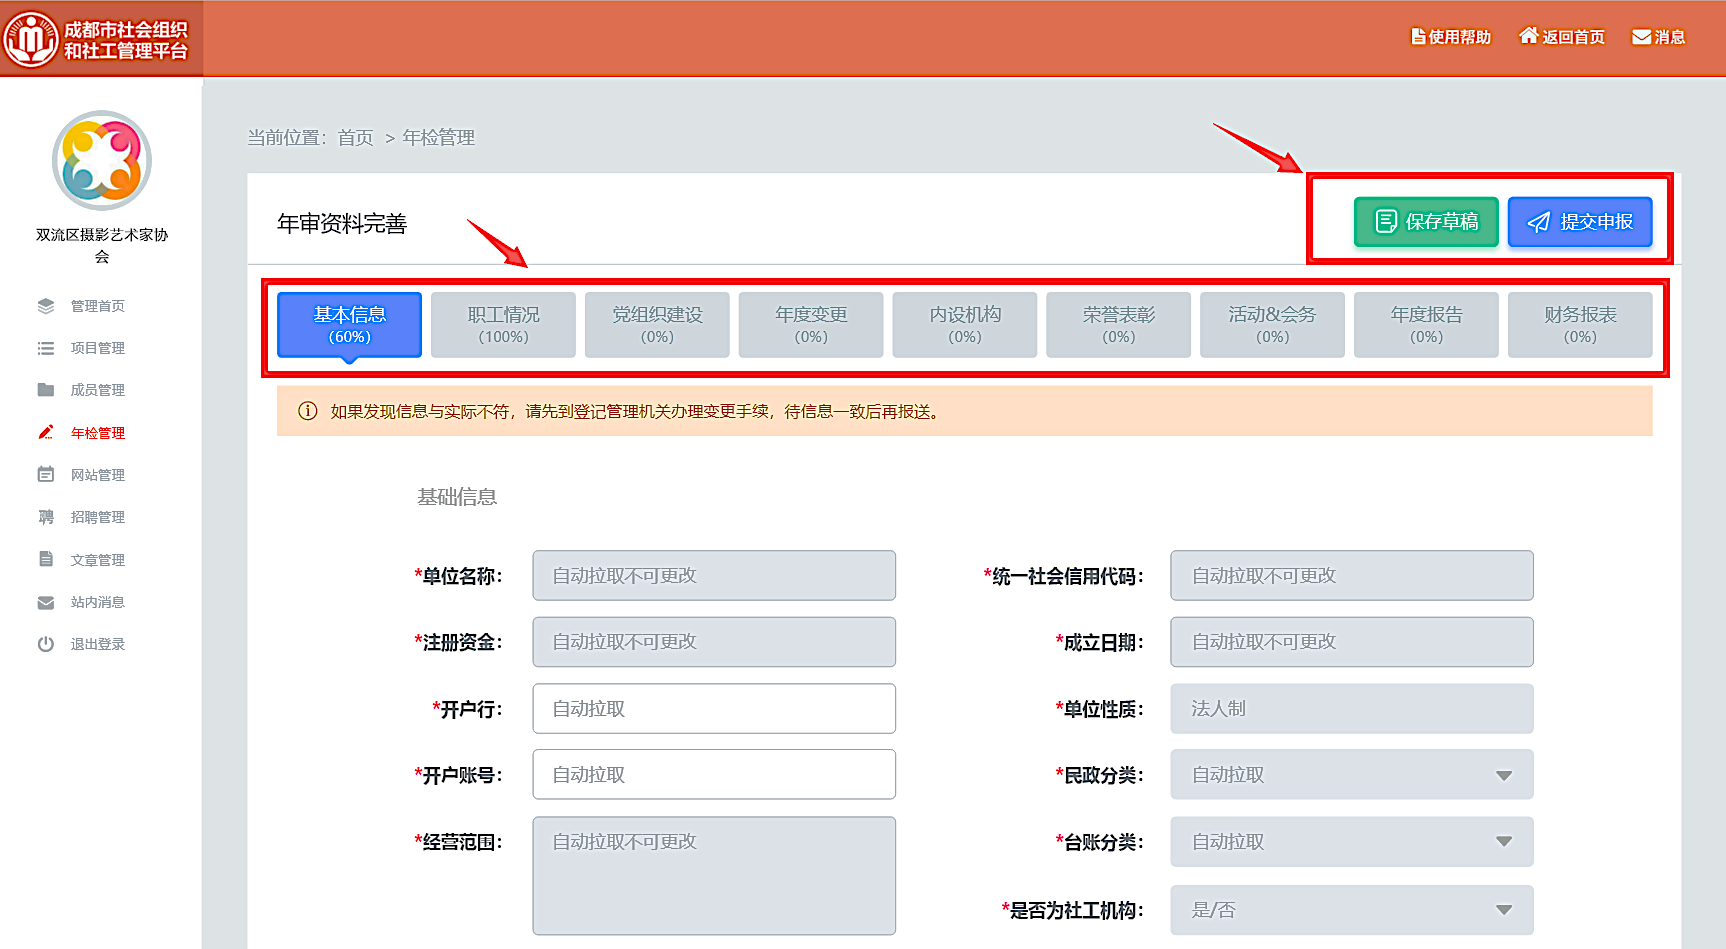 成都市社会组织
和社工管理平台
使用帮助
返回首页
消息
双流区摄影艺术家协
会
管理首页
项目管理
成员管理
年检管理
网站管理
聘 招聘管理
文章管理
站内消息
退出登录
当前位置：首页 > 年检管理
年审资料完善
保存草稿
提交申报
基本信息
(60%)
职工情况
(100%)
党组织建设
(0%)
年度变更
(0%)
内设机构
(0%)
荣誉表彰
(0%)
活动&会务
(0%)
年度报告
(0%)
财务报表
(0%)
如果发现信息与实际不符，请先到登记管理机关办理变更手续，待信息一致后再报送。
基础信息
*单位名称： 自动拉取不可更改
*统一社会信用代码： 自动拉取不可更改
*注册资金： 自动拉取不可更改
*成立日期： 自动拉取不可更改
*开户行： 自动拉取
*单位性质： 法人制
*开户账号： 自动拉取
*民政分类： 自动拉取
*经营范围： 自动拉取不可更改
*台账分类： 自动拉取
*是否为社工机构： 是/否